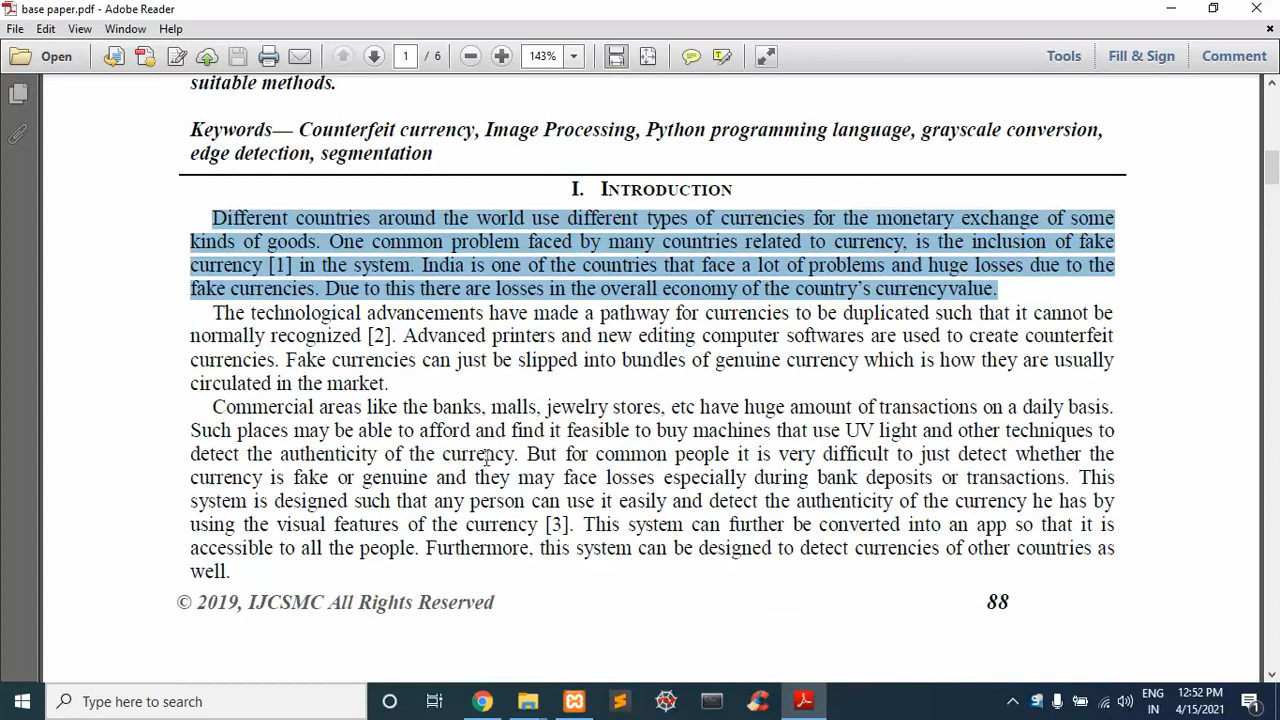 base paper.pdf - Adobe Reader
File Edit View Window Help
Open 1 / 6 143% Tools Fill & Sign Comment
suitable methods.
Keywords— Counterfeit currency, Image Processing, Python programming language, grayscale conversion,
edge detection, segmentation
I. INTRODUCTION
Different countries around the world use different types of currencies for the monetary exchange of some
kinds of goods. One common problem faced by many countries related to currency, is the inclusion of fake
currency [1] in the system. India is one of the countries that face a lot of problems and huge losses due to the
fake currencies. Due to this there are losses in the overall economy of the country’s currencyvalue.
The technological advancements have made a pathway for currencies to be duplicated such that it cannot be
normally recognized [2]. Advanced printers and new editing computer softwares are used to create counterfeit
currencies. Fake currencies can just be slipped into bundles of genuine currency which is how they are usually
circulated in the market.
Commercial areas like the banks, malls, jewelry stores, etc have huge amount of transactions on a daily basis.
Such places may be able to afford and find it feasible to buy machines that use UV light and other techniques to
detect the authenticity of the currency. But for common people it is very difficult to just detect whether the
currency is fake or genuine and they may face losses especially during bank deposits or transactions. This
system is designed such that any person can use it easily and detect the authenticity of the currency he has by
using the visual features of the currency [3]. This system can further be converted into an app so that it is
accessible to all the people. Furthermore, this system can be designed to detect currencies of other countries as
well.
© 2019, IJCSMC All Rights Reserved 88
Type here to search ENG 12:52 PM
IN 4/15/2021 1